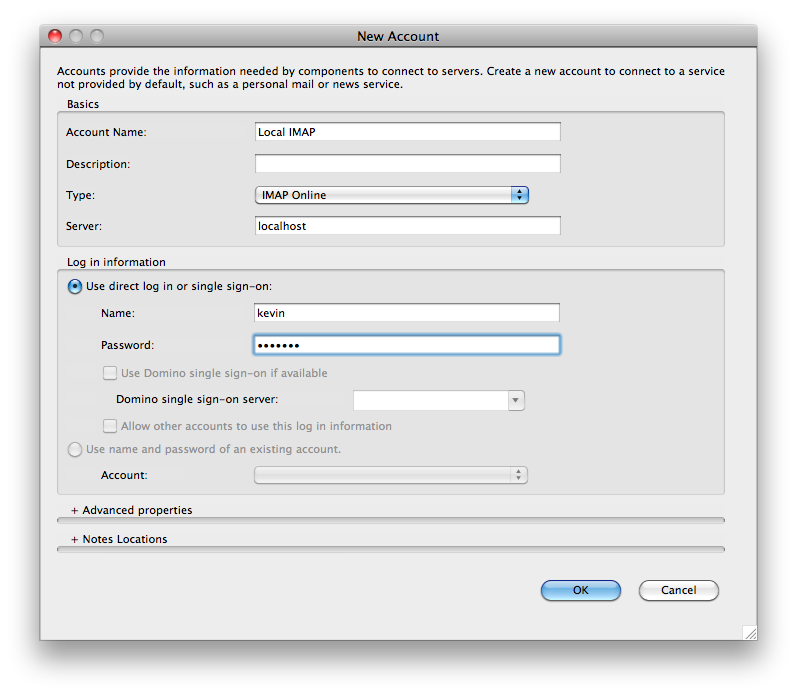 New Account
Accounts provide the information needed by components to connect to servers. Create a new account to connect to a service
not provided by default, such as a personal mail or news service.
Basics
Account Name: Local IMAP
Description:
Type: IMAP Online
Server: localhost
Log in information
Use direct log in or single sign-on:
Name: kevin
Password: •••••••
Use Domino single sign-on if available
Domino single sign-on server:
Allow other accounts to use this log in information
Use name and password of an existing account.
Account:
+ Advanced properties
+ Notes Locations
OK Cancel